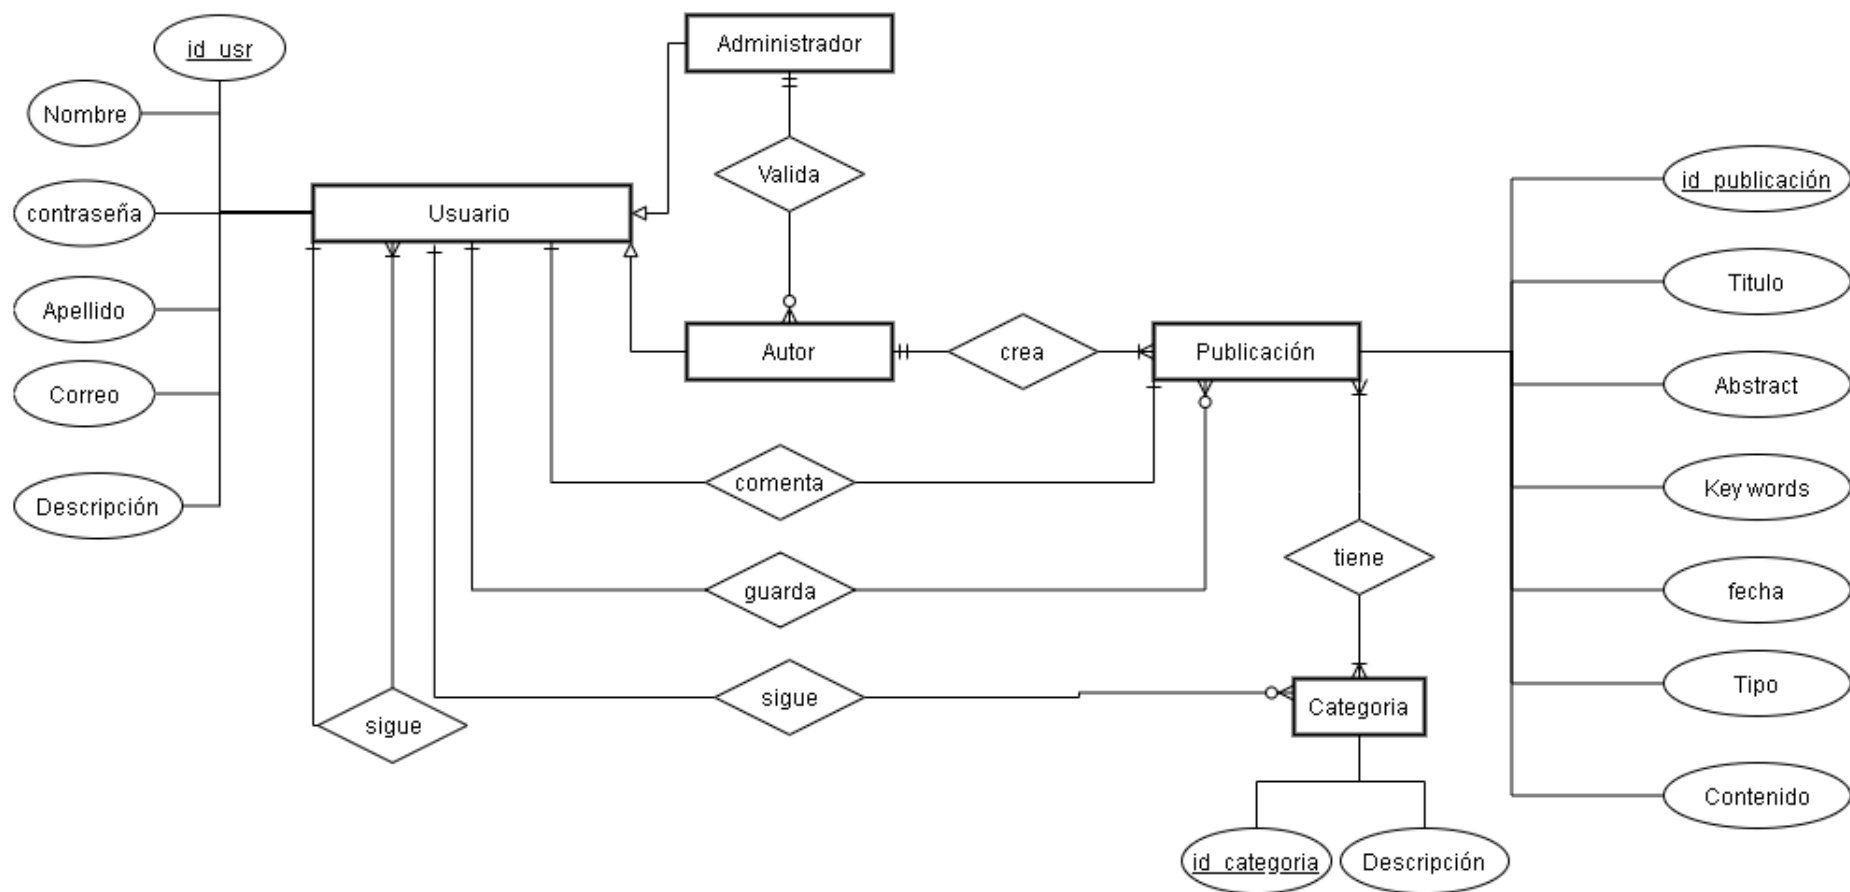 id_usr
Nombre
contraseña
Apellido
Correo
Descripción
Usuario
Administrador
Valida
Autor
crea
Publicación
comenta
guarda
sigue
sigue
tiene
Categoria
id_categoria
Descripción
id_publicación
Titulo
Abstract
Key words
fecha
Tipo
Contenido